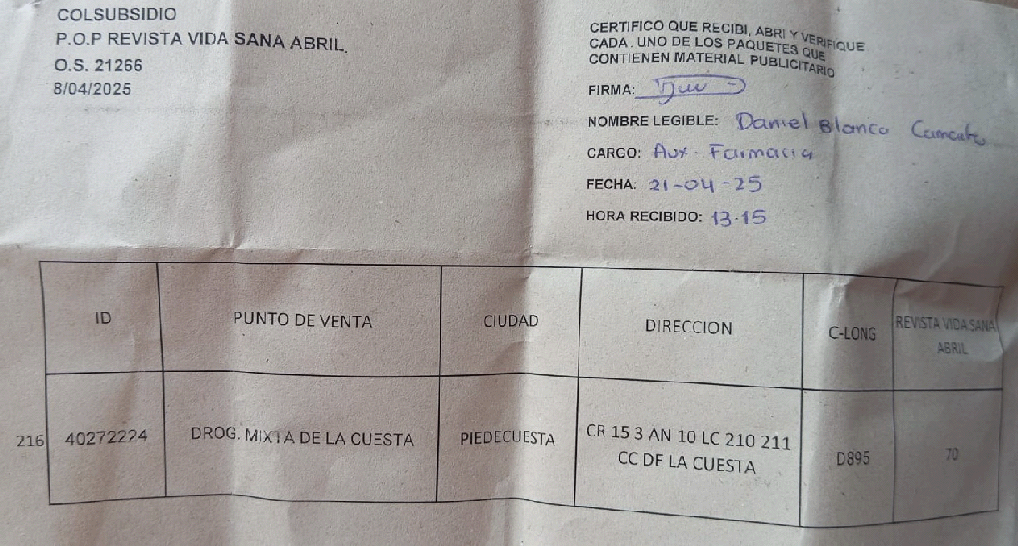 COLSUBSIDIO
P.O.P REVISTA VIDA SANA ABRIL.
O.S. 21266
8/04/2025
CERTIFICO QUE RECIBI, ABRI Y VERIFIQUE
CADA. UNO DE LOS PAQUETES QUE
CONTIENEN MATERIAL PUBLICITARIO
FIRMA:
NOMBRE LEGIBLE: Daniel Blanco
CARGO: Aux. Farmacia
FECHA: 21-04-25
HORA RECIBIDO: 13.15
ID PUNTO DE VENTA CIUDAD DIRECCION C-LONG REVISTA VIDA SANA
ABRIL
216 40272224 DROG. MIXTA DE LA CUESTA PIEDECUESTA CR 15 3 AN 10 LC 210 211 D895 70
CC DE LA CUESTA